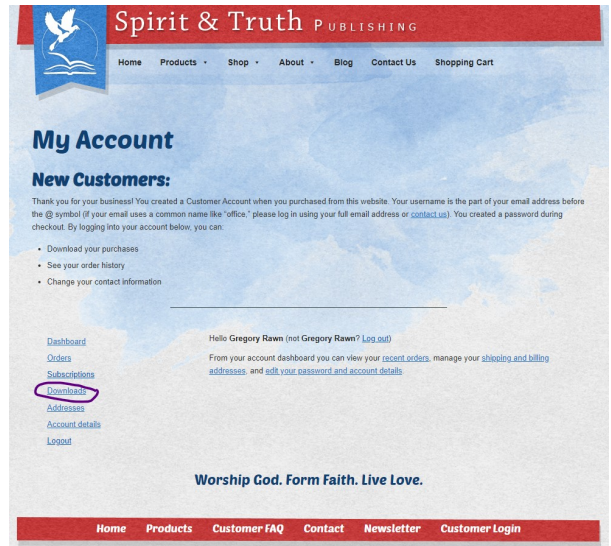 Spirit & Truth PUBLISHING
Home Products Shop About Blog Contact Us Shopping Cart
My Account
New Customers:
Thank you for your business! You created a Customer Account when you purchased from this website. Your username is the part of your email address before
the @ symbol (if your email uses a common name like "office," please log in using your full email address or contact us). You created a password during
checkout. By logging into your account below, you can:
• Download your purchases
• See your order history
• Change your contact information
Dashboard
Orders
Subscriptions
Downloads
Addresses
Account details
Logout
Hello Gregory Rawn (not Gregory Rawn? Log out)
From your account dashboard you can view your recent orders, manage your shipping and billing
addresses, and edit your password and account details.
Worship God. Form Faith. Live Love.
Home Products Customer FAQ Contact Newsletter Customer Login